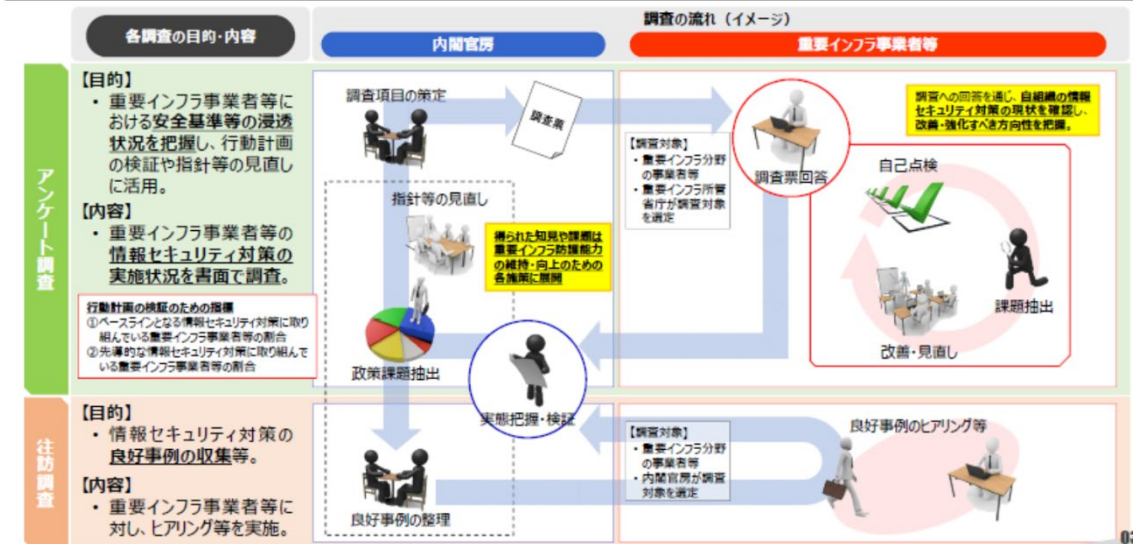 各調査の目的・内容
調査の流れ（イメージ）
内閣官房
重要インフラ事業者等
アンケート調査
【目的】
・ 重要インフラ事業者等に
おける安全基準等の浸透
状況を把握し、行動計画
の検証や指針等の見直し
に活用。
【内容】
・ 重要インフラ事業者等の
情報セキュリティ対策の
実施状況を書面で調査。
行動計画の検証のための指標
①ベースラインとなる情報セキュリティ対策に取り
組んでいる重要インフラ事業者等の割合
②先導的な情報セキュリティ対策に取り組んで
いる重要インフラ事業者等の割合
調査項目の策定
調査票
指針等の見直し
得られた知見や課題は
重要インフラ防護能力
の維持・向上のための
各施策に展開
政策課題抽出
実態把握・検証
【調査対象】
・ 重要インフラ分野
の事業者等
・ 重要インフラ所管
省庁が調査対象
を選定
調査票回答
調査への回答を通じ、自組織の情報
セキュリティ対策の現状を確認し、
改善・強化すべき方向性を把握。
自己点検
課題抽出
改善・見直し
往訪調査
【目的】
・ 情報セキュリティ対策の
良好事例の収集等。
【内容】
・ 重要インフラ事業者等に
対し、ヒアリング等を実施。
良好事例の整理
【調査対象】
・ 重要インフラ分野
の事業者等
・ 内閣官房が調査
対象を選定
良好事例のヒアリング等
03